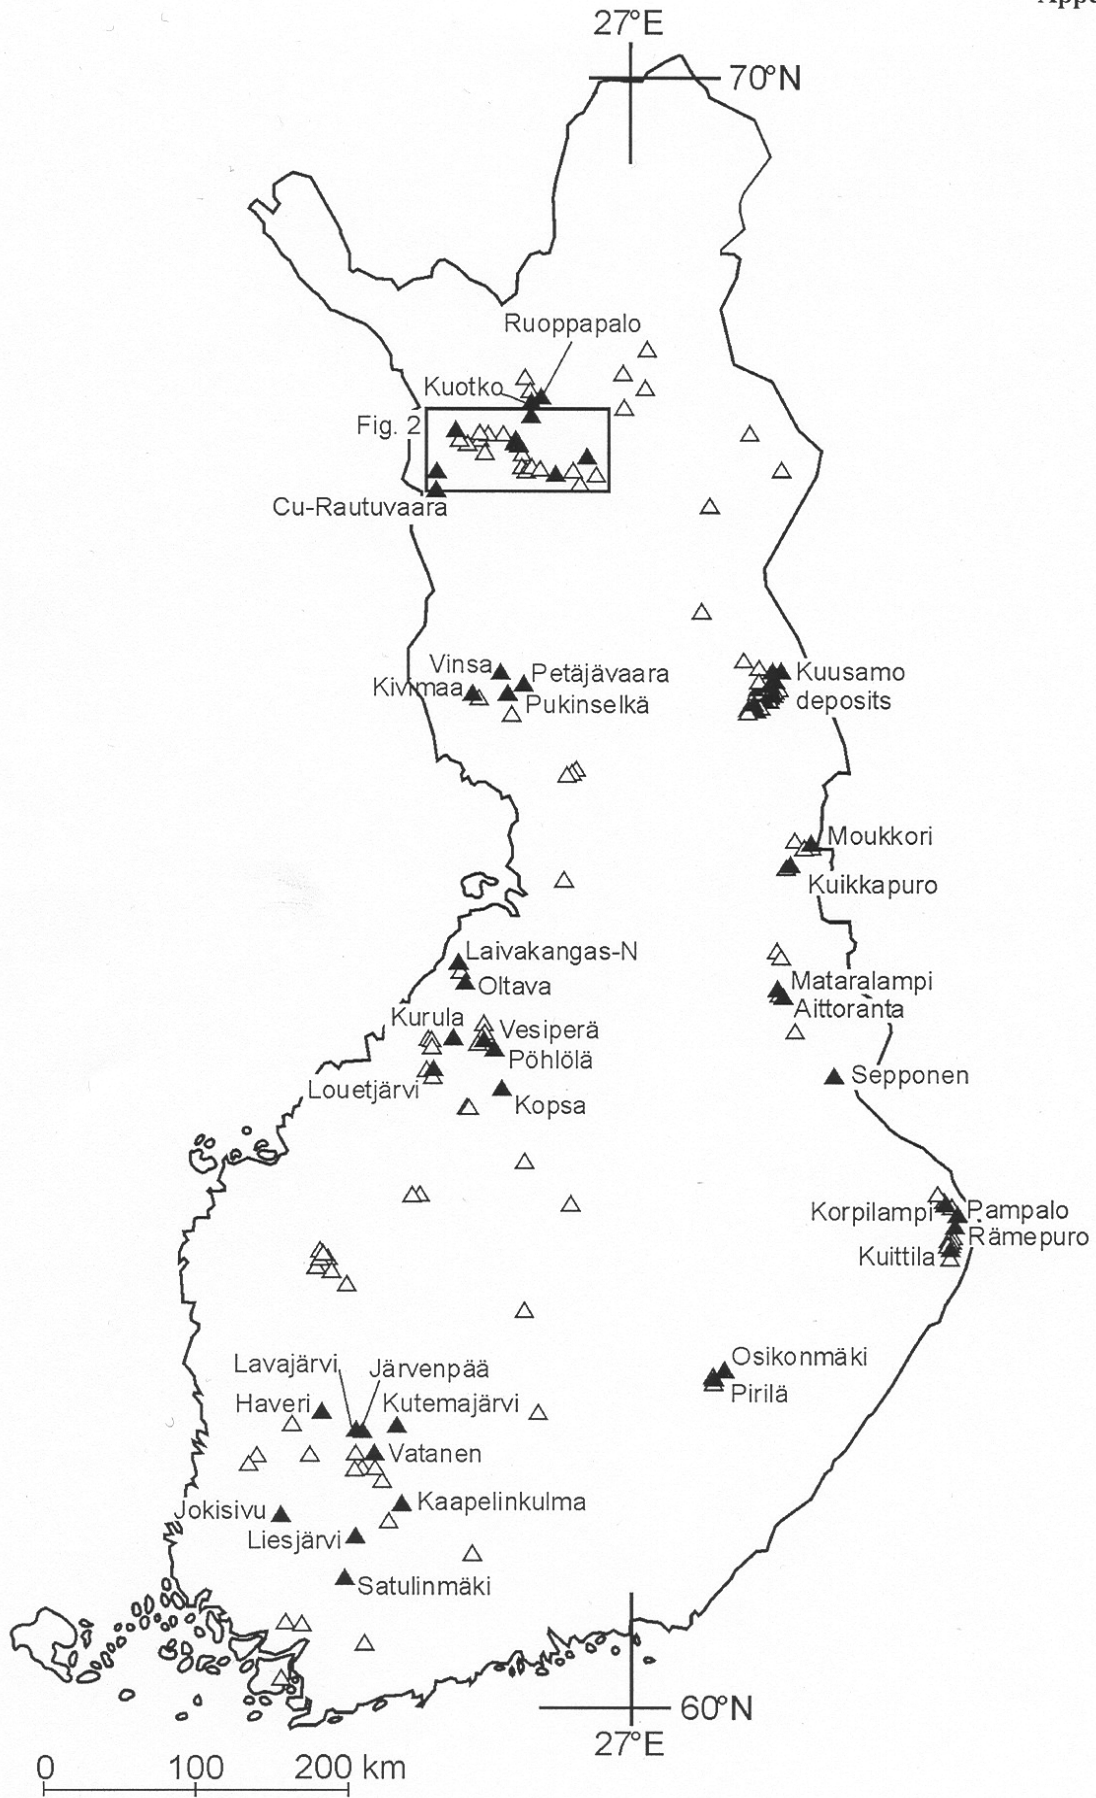 27°E
70°N
Ruoppapalo
Kuotko
Fig. 2
Cu-Rautuvaara
Vinsa
Petäjävaara
Kivimaa
Pukinselkä
Kuusamo
deposits
Moukkori
Kuikkapuro
Laivakangas-N
Oltava
Mataralampi
Aittoranta
Kurula
Vesiperä
Pöhlölä
Louetjärvi
Kopsa
Sepponen
Korpilampi
Pampalo
Rämepuro
Kuittila
Osikonmäki
Pirilä
Lavajärvi
Järvenpää
Haveri
Kutemajärvi
Vatanen
Jokisivu
Kaapelinkulma
Liesjärvi
Satulinmäki
60°N
27°E
0 100 200 km